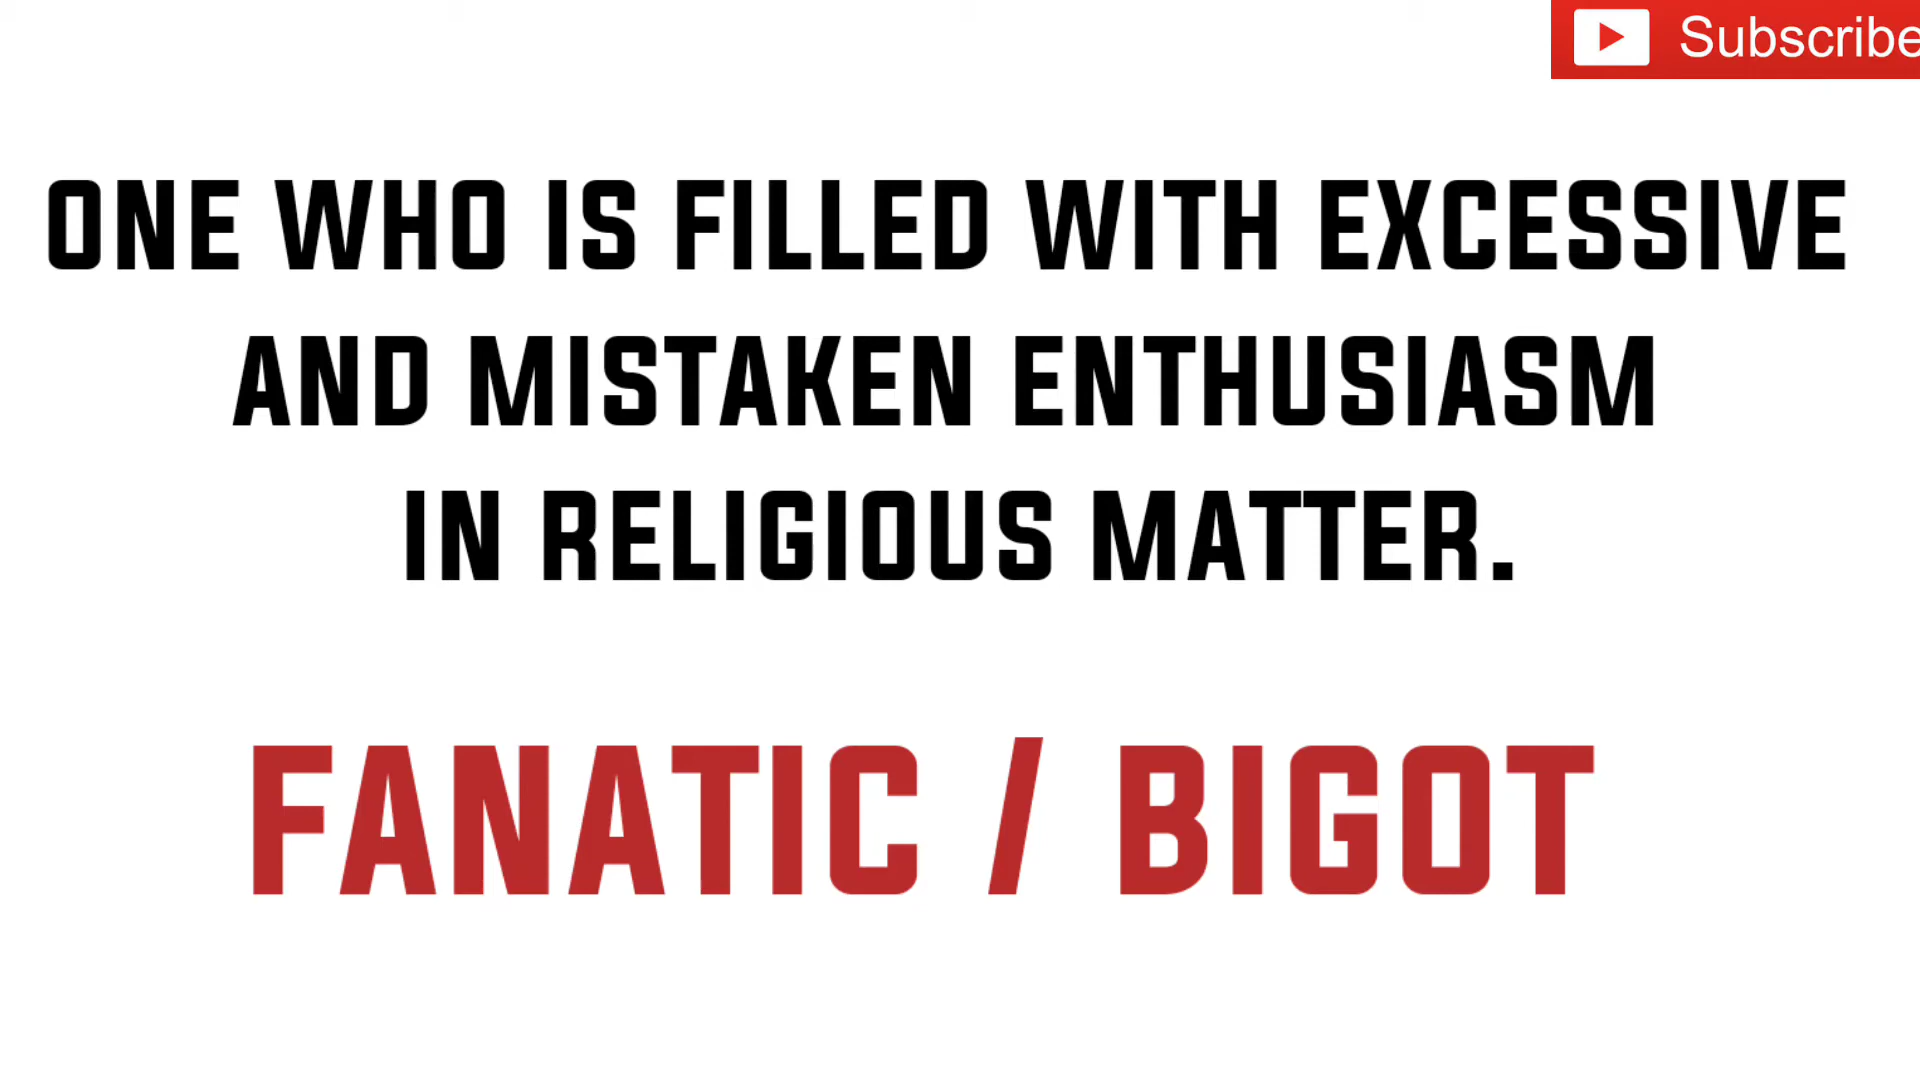 Subscribe
ONE WHO IS FILLED WITH EXCESSIVE
AND MISTAKEN ENTHUSIASM
IN RELIGIOUS MATTER.
FANATIC / BIGOT